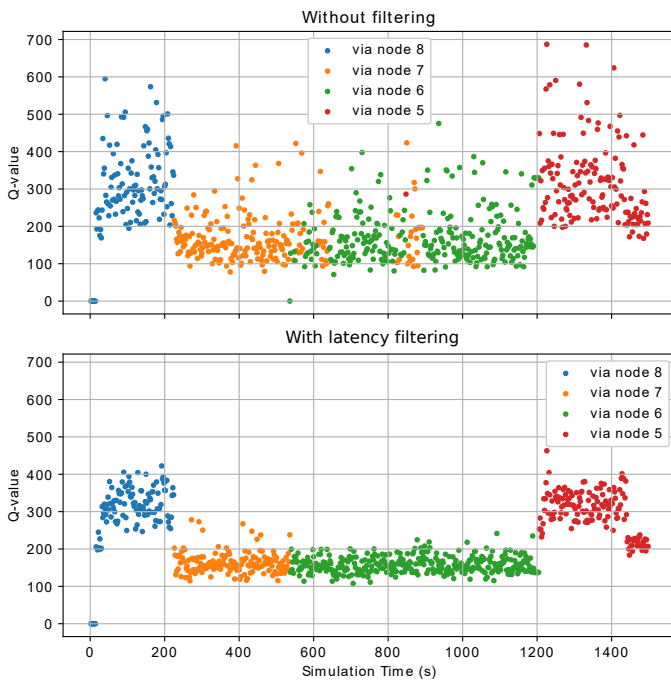 Without filtering
700
600
500
400
300
200
100
0
Q-value
via node 8
via node 7
via node 6
via node 5
With latency filtering
700
600
500
400
300
200
100
0
Q-value
via node 8
via node 7
via node 6
via node 5
0 200 400 600 800 1000 1200 1400
Simulation Time (s)